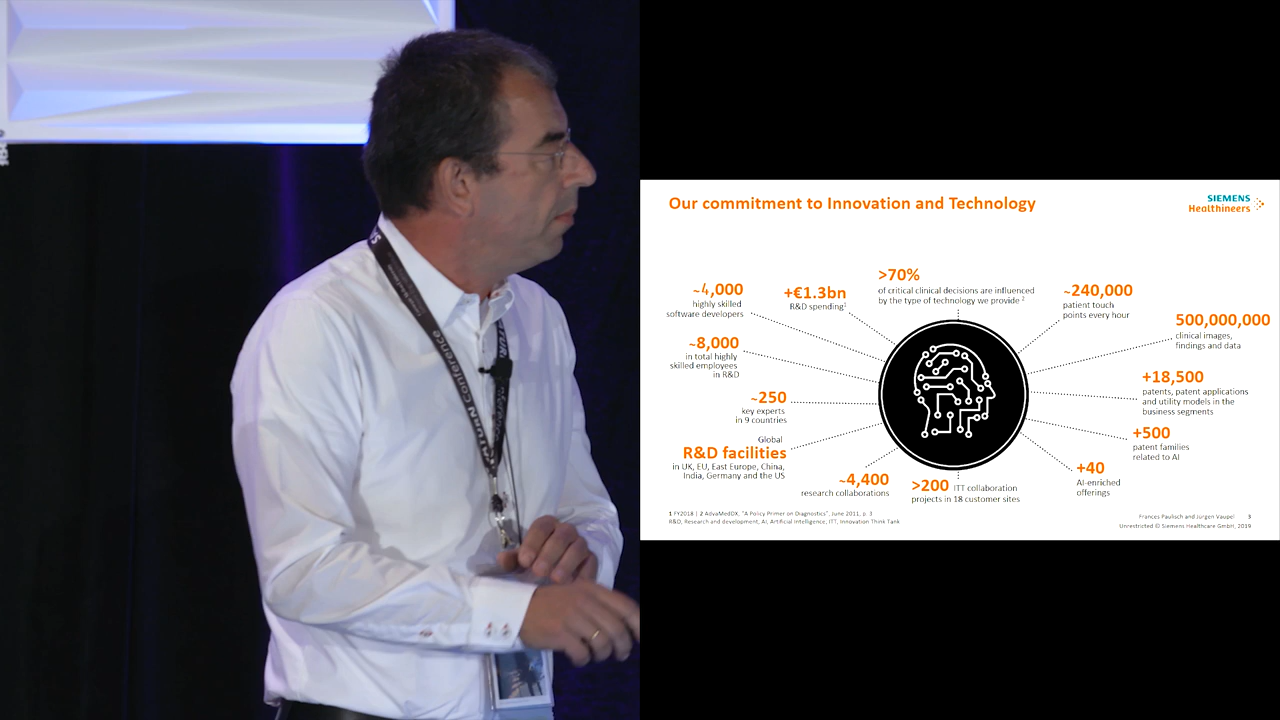 SATURN Conference
Our commitment to Innovation and Technology
SIEMENS
Healthineers
~4,000
highly skilled
software developers
+€1.3bn
R&D spending1
>70%
of critical clinical decisions are influenced
by the type of technology we provide 2
~240,000
patient touch
points every hour
500,000,000
clinical images,
findings and data
~8,000
in total highly
skilled employees
in R&D
+18,500
patents, patent applications
and utility models in the
business segments
~250
key experts
in 9 countries
+500
patent families
related to AI
Global
R&D facilities
in UK, EU, East Europe, China,
India, Germany and the US
+40
AI-enriched
offerings
~4,400
research collaborations
>200 ITT collaboration
projects in 18 customer sites
1 FY2018 | 2 AdvaMedDX, "A Policy Primer on Diagnostics", June 2011, p. 3
R&D, Research and development, AI, Artificial Intelligence, ITT, Innovation Think Tank
Frances Paulisch and Jürgen Vaupel 3
Unrestricted © Siemens Healthcare GmbH, 2019